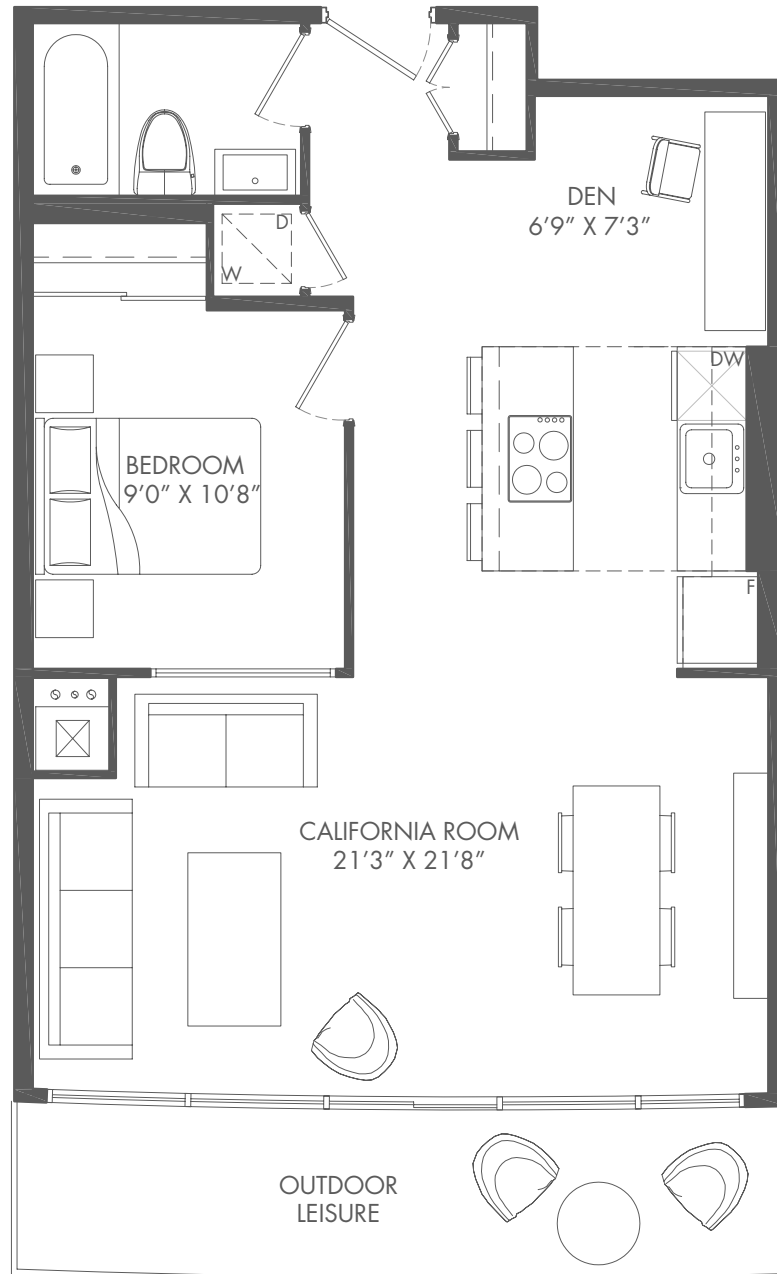 D
W
DEN
6’9” X 7’3”
DW
BEDROOM
9’0” X 10’8”
F
CALIFORNIA ROOM
21’3” X 21’8”
OUTDOOR
LEISURE